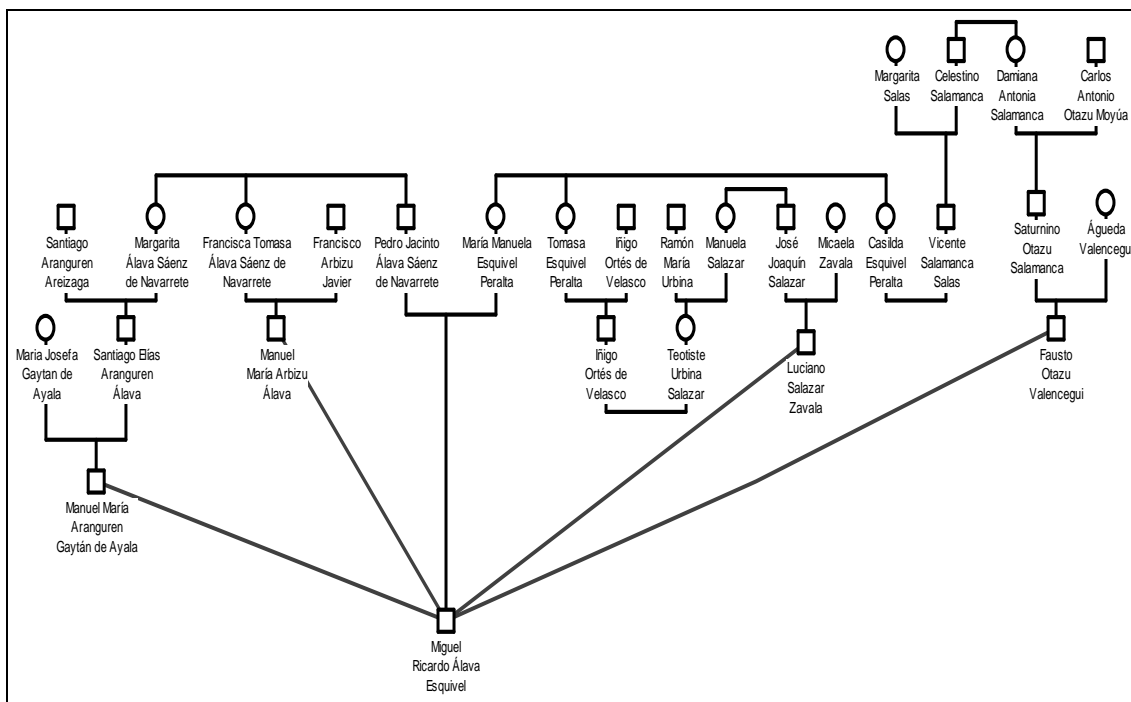 Margarita
Salas
Celestino
Salamanca
Damiana
Antonia
Salamanca
Carlos
Antonio
Otazu Moyúa
Santiago
Aranguren
Areizaga
Margarita
Álava Sáenz
de Navarrete
Francisca Tomasa
Álava Sáenz de
Navarrete
Francisco
Arbizu
Javier
Pedro Jacinto
Álava Sáenz
de Navarrete
María Manuela
Esquivel
Peralta
Tomasa
Esquivel
Peralta
Iñigo
Ortés de
Velasco
Ramón
María
Urbina
Manuela
Salazar
José
Joaquín
Salazar
Micaela
Zavala
Casilda
Esquivel
Peralta
Vicente
Salamanca
Salas
Saturnino
Otazu
Salamanca
Águeda
Valencegui
Maria Josefa
Gaytan de
Ayala
Santiago Elías
Aranguren
Álava
Manuel
María Arbizu
Álava
Iñigo
Ortés de
Velasco
Teotiste
Urbina
Salazar
Luciano
Salazar
Zavala
Fausto
Otazu
Valencegui
Manuel María
Aranguren
Gaytán de Ayala
Miguel
Ricardo Álava
Esquivel